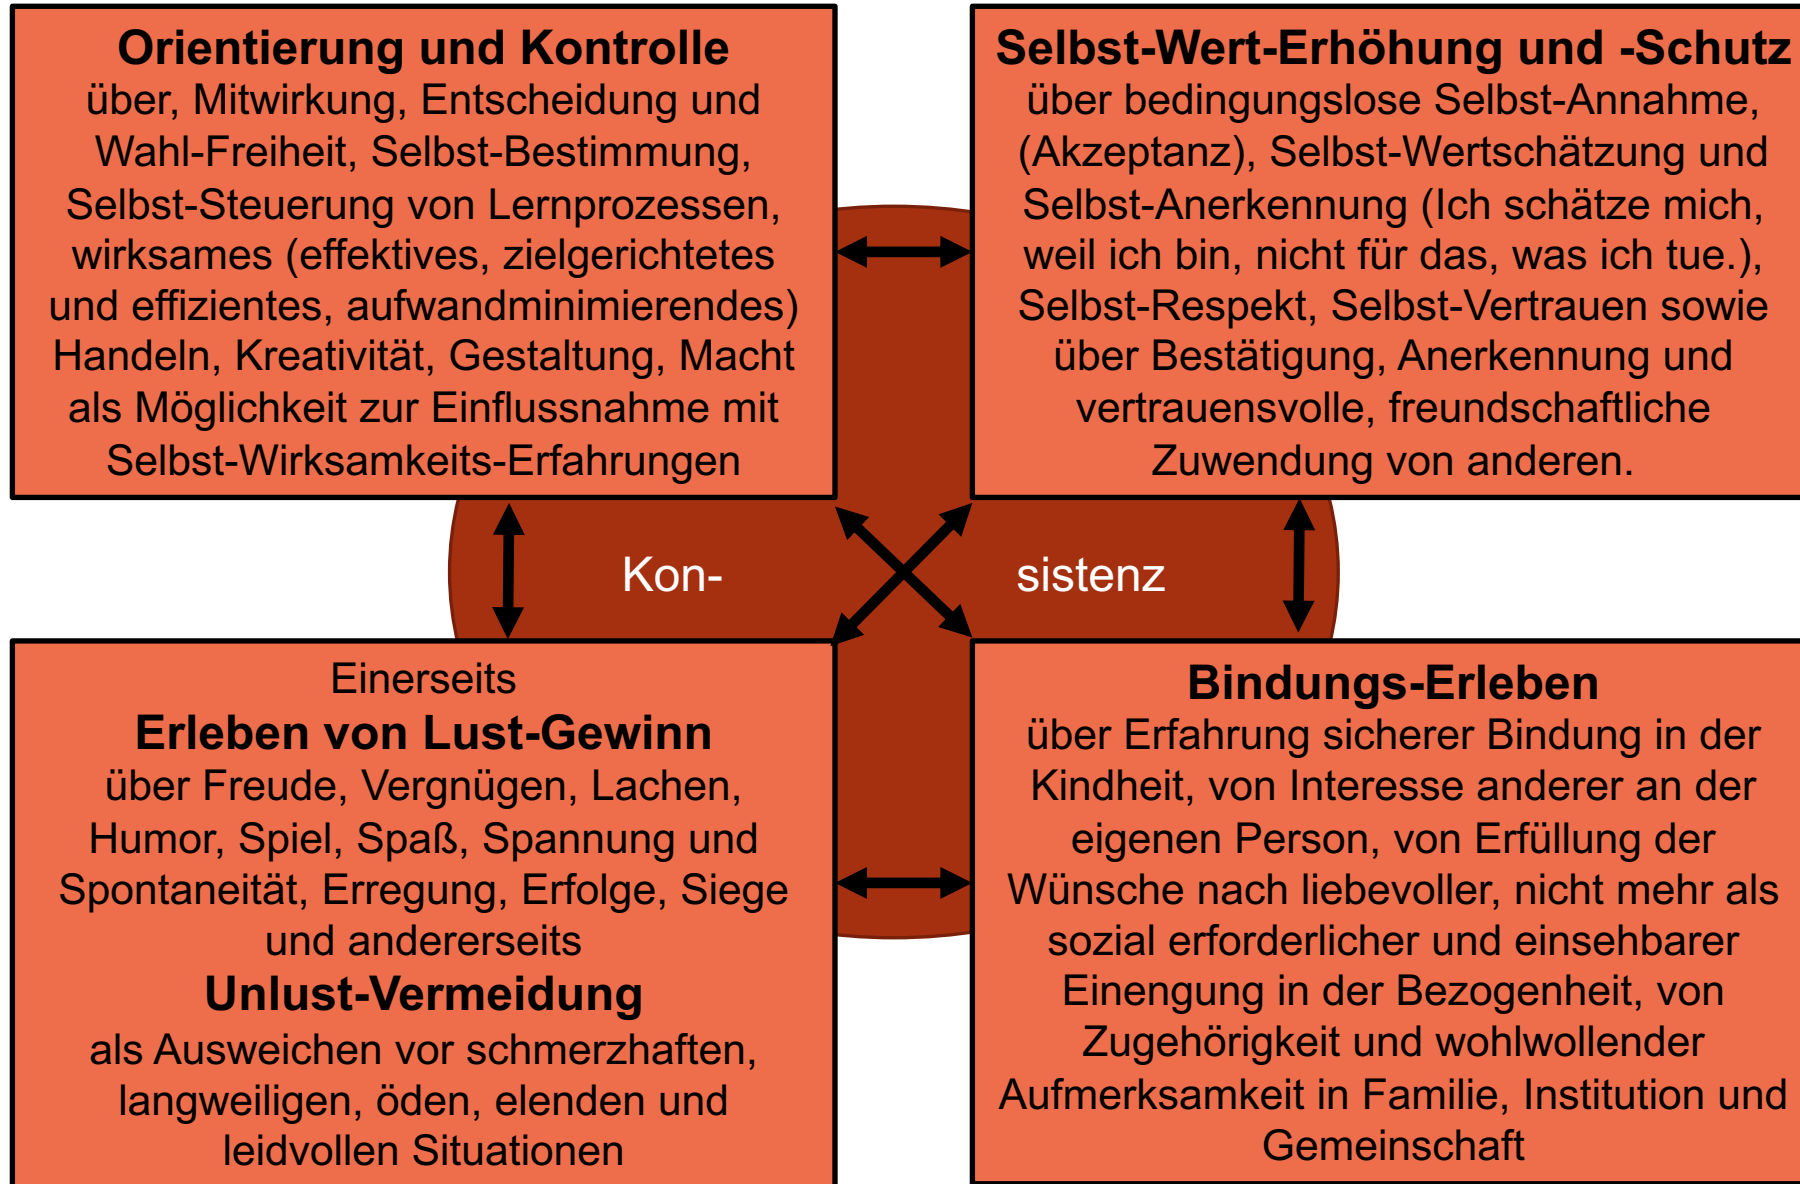 Orientierung und Kontrolle
über, Mitwirkung, Entscheidung und
Wahl-Freiheit, Selbst-Bestimmung,
Selbst-Steuerung von Lernprozessen,
wirksames (effektives, zielgerichtetes
und effizientes, aufwandminimierendes)
Handeln, Kreativität, Gestaltung, Macht
als Möglichkeit zur Einflussnahme mit
Selbst-Wirksamkeits-Erfahrungen
Selbst-Wert-Erhöhung und -Schutz
über bedingungslose Selbst-Annahme,
(Akzeptanz), Selbst-Wertschätzung und
Selbst-Anerkennung (Ich schätze mich,
weil ich bin, nicht für das, was ich tue.),
Selbst-Respekt, Selbst-Vertrauen sowie
über Bestätigung, Anerkennung und
vertrauensvolle, freundschaftliche
Zuwendung von anderen.
Kon-
sistenz
Einerseits
Erleben von Lust-Gewinn
über Freude, Vergnügen, Lachen,
Humor, Spiel, Spaß, Spannung und
Spontaneität, Erregung, Erfolge, Siege
und andererseits
Unlust-Vermeidung
als Ausweichen vor schmerzhaften,
langweiligen, öden, elenden und
leidvollen Situationen
Bindungs-Erleben
über Erfahrung sicherer Bindung in der
Kindheit, von Interesse anderer an der
eigenen Person, von Erfüllung der
Wünsche nach liebevoller, nicht mehr als
sozial erforderlicher und einsehbarer
Einengung in der Bezogenheit, von
Zugehörigkeit und wohlwollender
Aufmerksamkeit in Familie, Institution und
Gemeinschaft